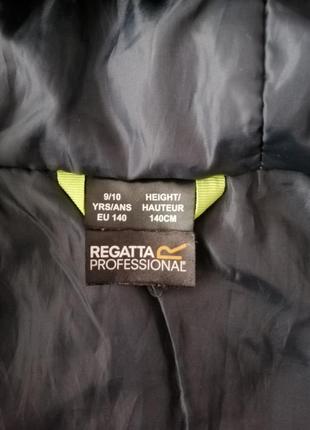 9/10 HEIGHT/
YRS/ANS HAUTEUR
EU 140 140CM
REGATTA
PROFESSIONAL®